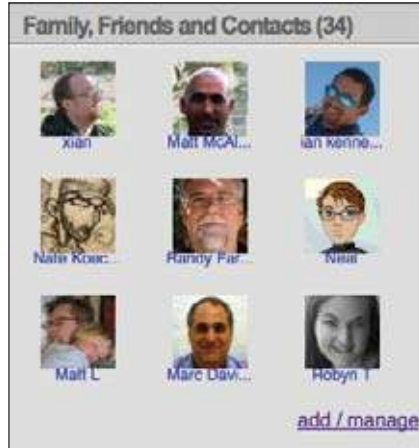 Family, Friends and Contacts (34)
xian
Matt McAl...
ian kenne...
Nate Koec...
Randy Far...
Neal
Matt L
Marc Davi...
Robyn T
add / manage